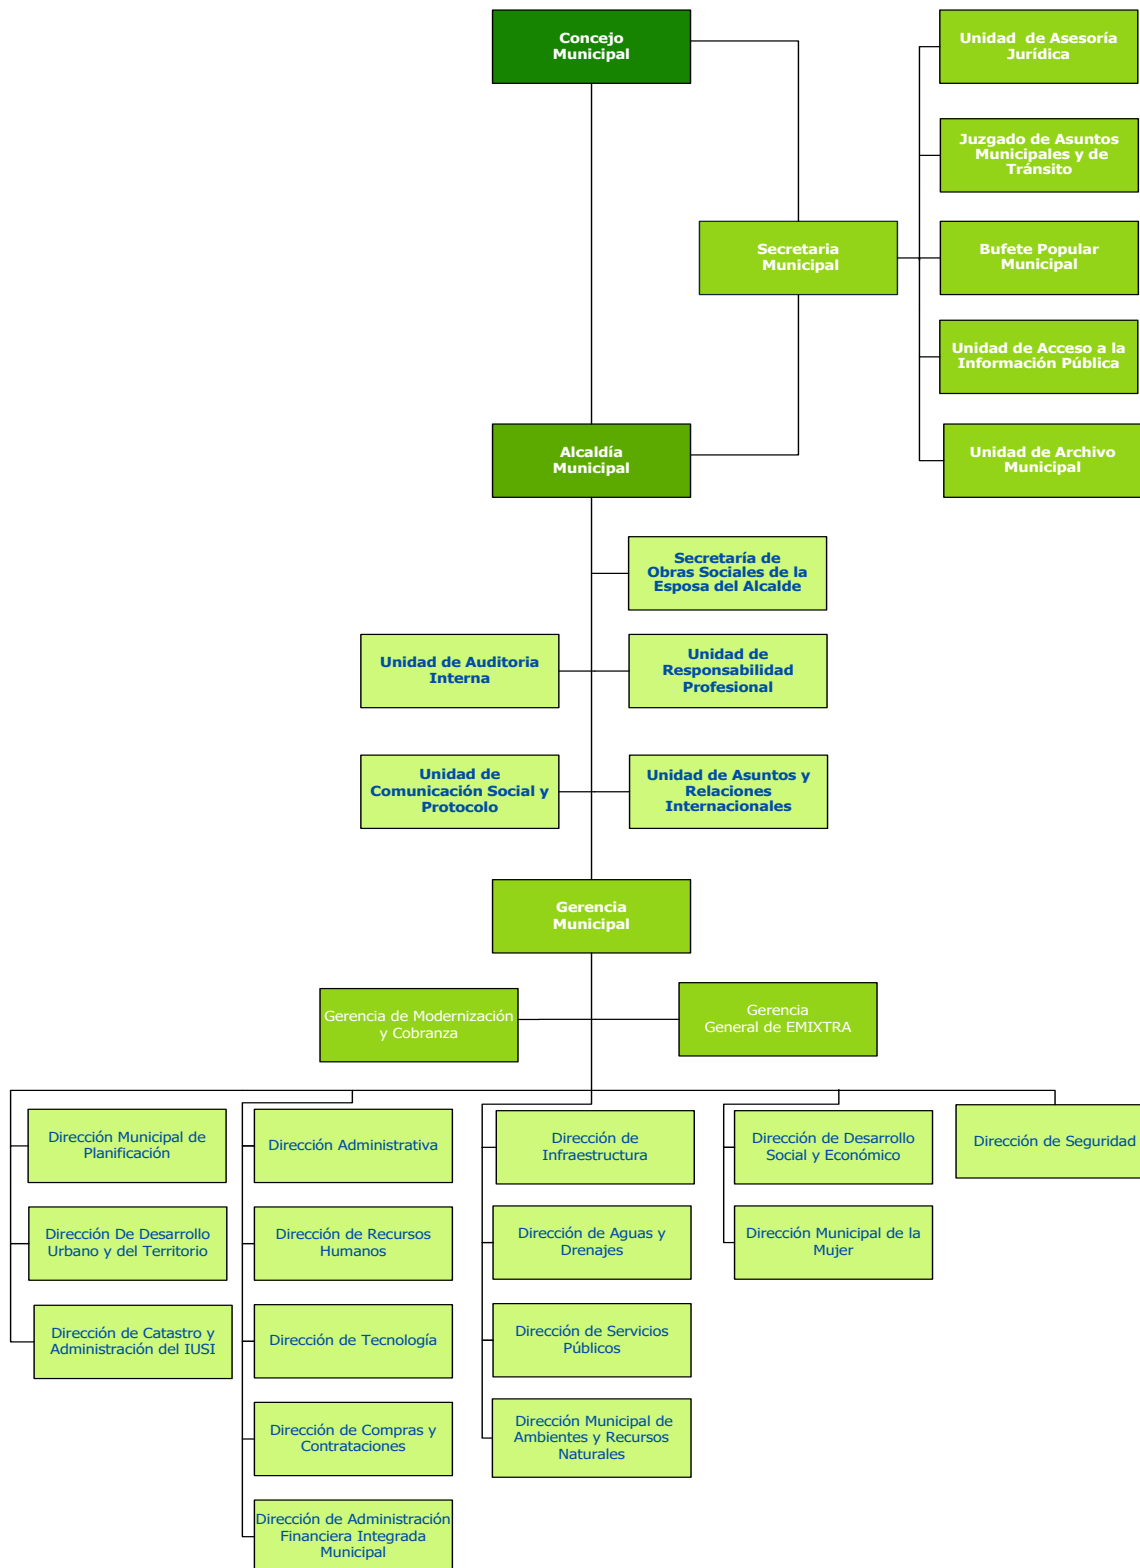 Concejo
Municipal
Unidad de Asesoría
Jurídica
Juzgado de Asuntos
Municipales y de
Tránsito
Secretaria
Municipal
Bufete Popular
Municipal
Unidad de Acceso a la
Información Pública
Alcaldía
Municipal
Unidad de Archivo
Municipal
Secretaría de
Obras Sociales de la
Esposa del Alcalde
Unidad de Auditoria
Interna
Unidad de
Responsabilidad
Profesional
Unidad de
Comunicación Social y
Protocolo
Unidad de Asuntos y
Relaciones
Internacionales
Gerencia
Municipal
Gerencia de Modernización
y Cobranza
Gerencia
General de EMIXTRA
Dirección Municipal de
Planificación
Dirección De Desarrollo
Urbano y del Territorio
Dirección de Catastro y
Administración del IUSI
Dirección Administrativa
Dirección de Recursos
Humanos
Dirección de Tecnología
Dirección de Compras y
Contrataciones
Dirección de Administración
Financiera Integrada
Municipal
Dirección de
Infraestructura
Dirección de Aguas y
Drenajes
Dirección de Servicios
Públicos
Dirección Municipal de
Ambientes y Recursos
Naturales
Dirección de Desarrollo
Social y Económico
Dirección Municipal de la
Mujer
Dirección de Seguridad